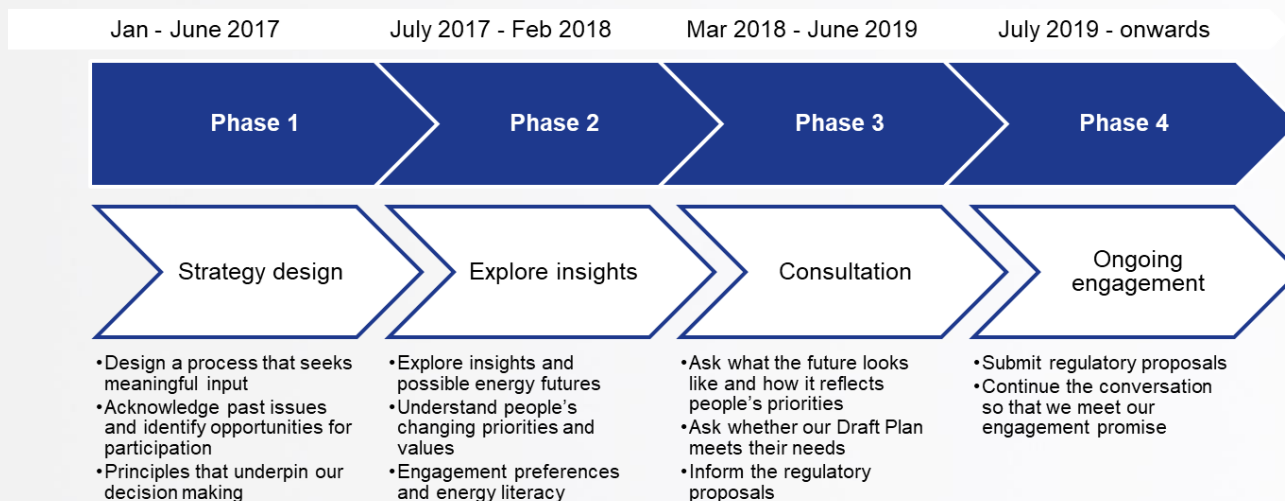 Jan - June 2017
July 2017 - Feb 2018
Mar 2018 - June 2019
July 2019 - onwards
Phase 1
Phase 2
Phase 3
Phase 4
Strategy design
Explore insights
Consultation
Ongoing
engagement
•Design a process that seeks
meaningful input
•Acknowledge past issues
and identify opportunities for
participation
•Principles that underpin our
decision making
•Explore insights and
possible energy futures
•Understand people's
changing priorities and
values
•Engagement preferences
and energy literacy
•Ask what the future looks
like and how it reflects
people's priorities
•Ask whether our Draft Plan
meets their needs
•Inform the regulatory
proposals
•Submit regulatory proposals
•Continue the conversation
so that we meet our
engagement promise